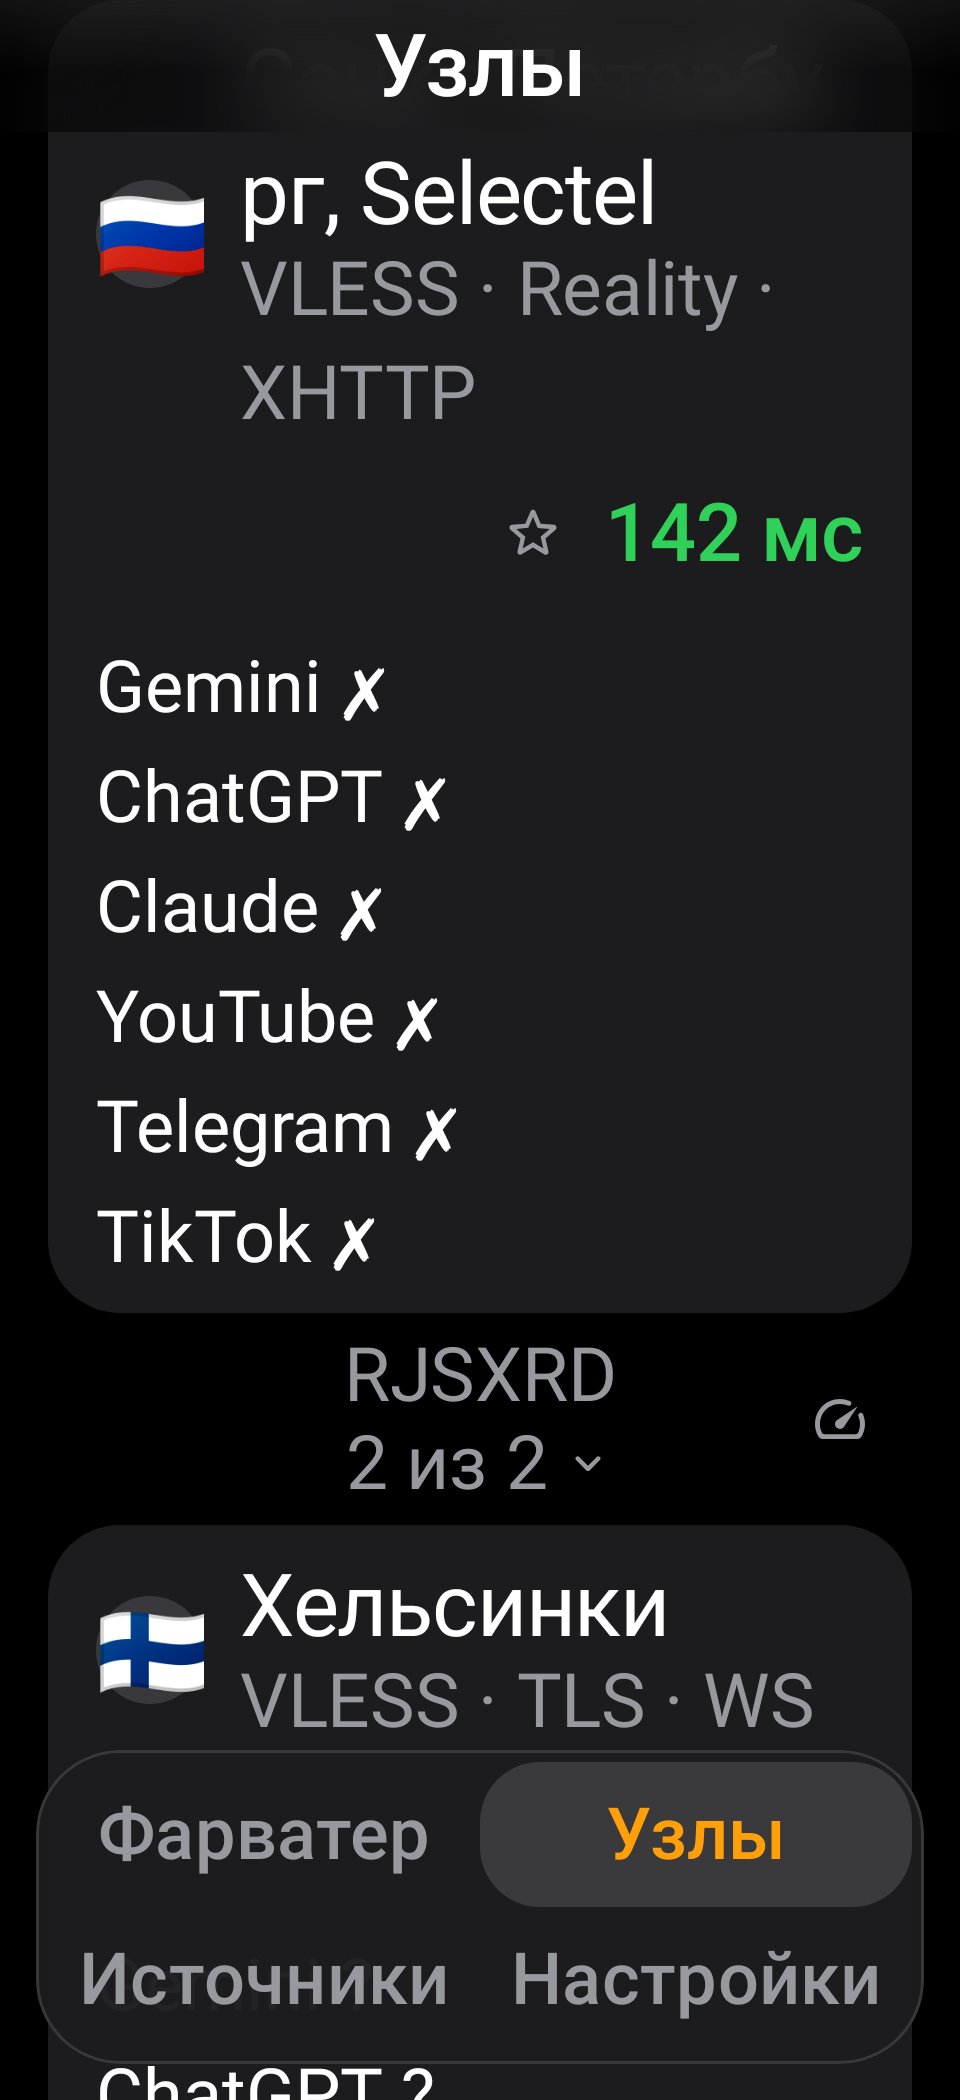 Узлы
рг, Selectel
VLESS · Reality ·
XHTTP
☆ 142 мс
Gemini ✗
ChatGPT ✗
Claude ✗
YouTube ✗
Telegram ✗
TikTok ✗
RJSXRD
2 из 2
Хельсинки
VLESS · TLS · WS
Фарватер
Узлы
Источники
Настройки
ChatGPT ?